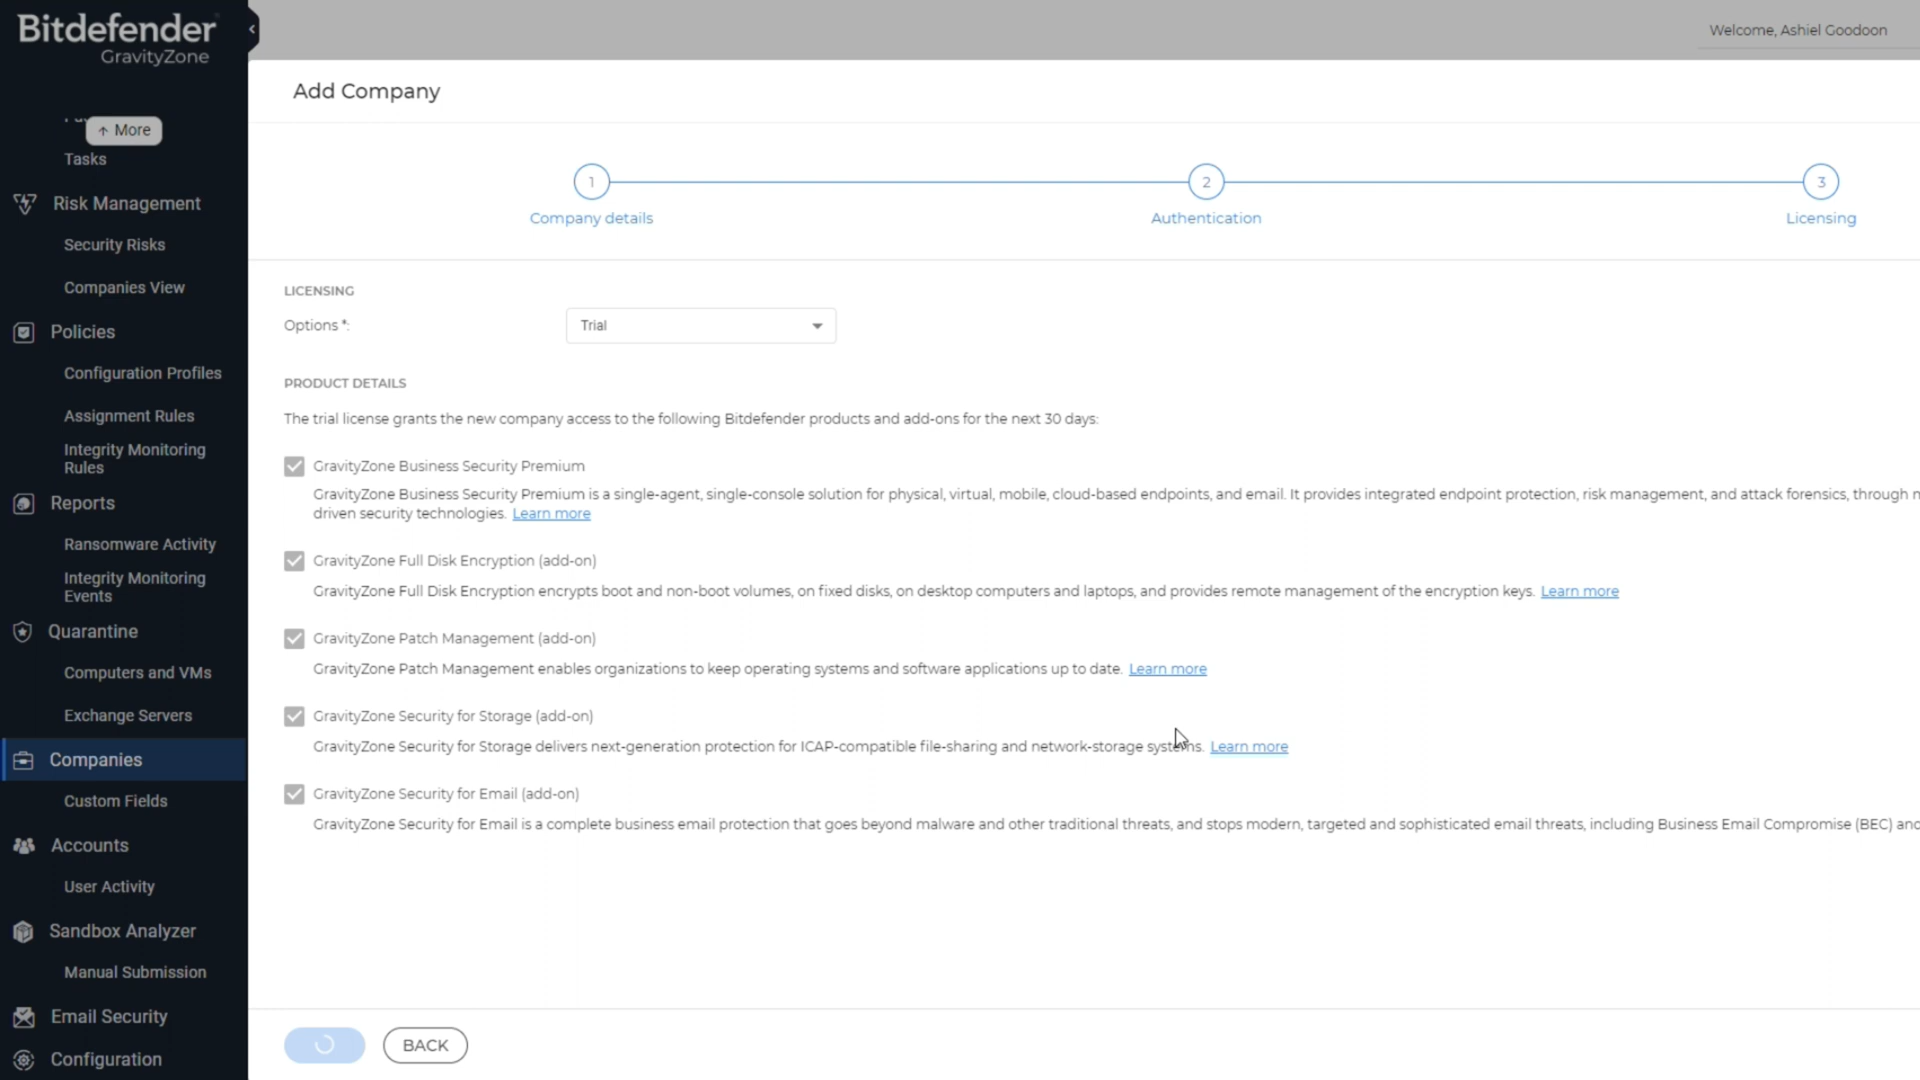 Bitdefender
GravityZone
Welcome, Ashiel Goodoon
Add Company
More
Tasks
Risk Management
Security Risks
Companies View
Policies
Configuration Profiles
Assignment Rules
Integrity Monitoring
Rules
Reports
Ransomware Activity
Integrity Monitoring
Events
Quarantine
Computers and VMs
Exchange Servers
Companies
Custom Fields
Accounts
User Activity
Sandbox Analyzer
Manual Submission
Email Security
Configuration
1
2
3
Company details
Authentication
Licensing
LICENSING
Options *:
Trial
PRODUCT DETAILS
The trial license grants the new company access to the following Bitdefender products and add-ons for the next 30 days:
GravityZone Business Security Premium
GravityZone Business Security Premium is a single-agent, single-console solution for physical, virtual, mobile, cloud-based endpoints, and email. It provides integrated endpoint protection, risk management, and attack forensics, through
driven security technologies. Learn more
GravityZone Full Disk Encryption (add-on)
GravityZone Full Disk Encryption encrypts boot and non-boot volumes, on fixed disks, on desktop computers and laptops, and provides remote management of the encryption keys. Learn more
GravityZone Patch Management (add-on)
GravityZone Patch Management enables organizations to keep operating systems and software applications up to date. Learn more
GravityZone Security for Storage (add-on)
GravityZone Security for Storage delivers next-generation protection for ICAP-compatible file-sharing and network-storage systems. Learn more
GravityZone Security for Email (add-on)
GravityZone Security for Email is a complete business email protection that goes beyond malware and other traditional threats, and stops modern, targeted and sophisticated email threats, including Business Email Compromise (BEC) and
BACK